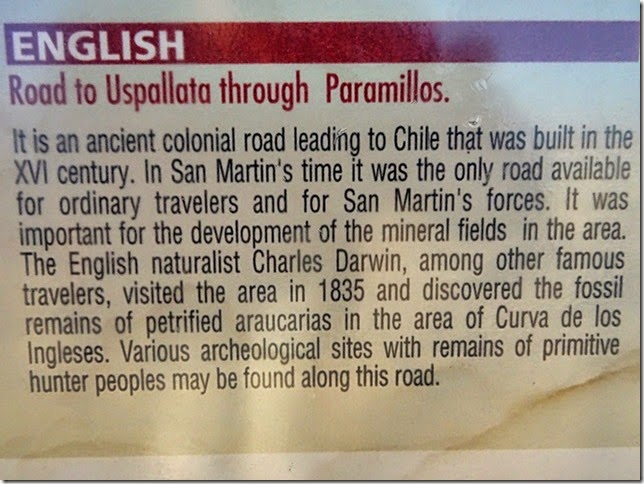 ENGLISH
Road to Uspallata through Paramillos.
It is an ancient colonial road leading to Chile that was built in the
XVI century. In San Martin's time it was the only road available
for ordinary travelers and for San Martin's forces. It was
important for the development of the mineral fields in the area.
The English naturalist Charles Darwin, among other famous
travelers, visited the area in 1835 and discovered the fossil
remains of petrified araucarias in the area of Curva de los
Ingleses. Various archeological sites with remains of primitive
hunter peoples may be found along this road.